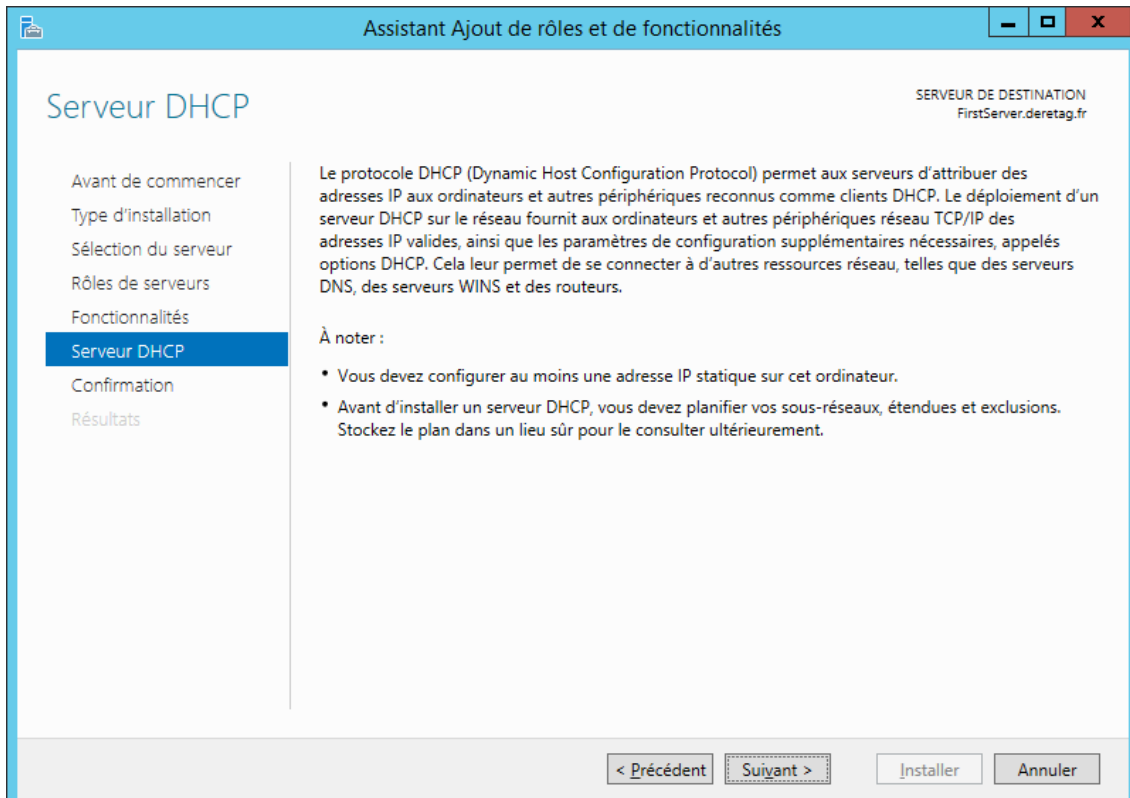 Assistant Ajout de rôles et de fonctionnalités
Serveur DHCP
SERVEUR DE DESTINATION
FirstServer.deretag.fr
Avant de commencer
Type d'installation
Sélection du serveur
Rôles de serveurs
Fonctionnalités
Serveur DHCP
Confirmation
Résultats
Le protocole DHCP (Dynamic Host Configuration Protocol) permet aux serveurs d'attribuer des
adresses IP aux ordinateurs et autres périphériques reconnus comme clients DHCP. Le déploiement d'un
serveur DHCP sur le réseau fournit aux ordinateurs et autres périphériques réseau TCP/IP des
adresses IP valides, ainsi que les paramètres de configuration supplémentaires nécessaires, appelés
options DHCP. Cela leur permet de se connecter à d'autres ressources réseau, telles que des serveurs
DNS, des serveurs WINS et des routeurs.
À noter :
• Vous devez configurer au moins une adresse IP statique sur cet ordinateur.
• Avant d'installer un serveur DHCP, vous devez planifier vos sous-réseaux, étendues et exclusions.
Stockez le plan dans un lieu sûr pour le consulter ultérieurement.
< Précédent
Suivant >
Installer
Annuler